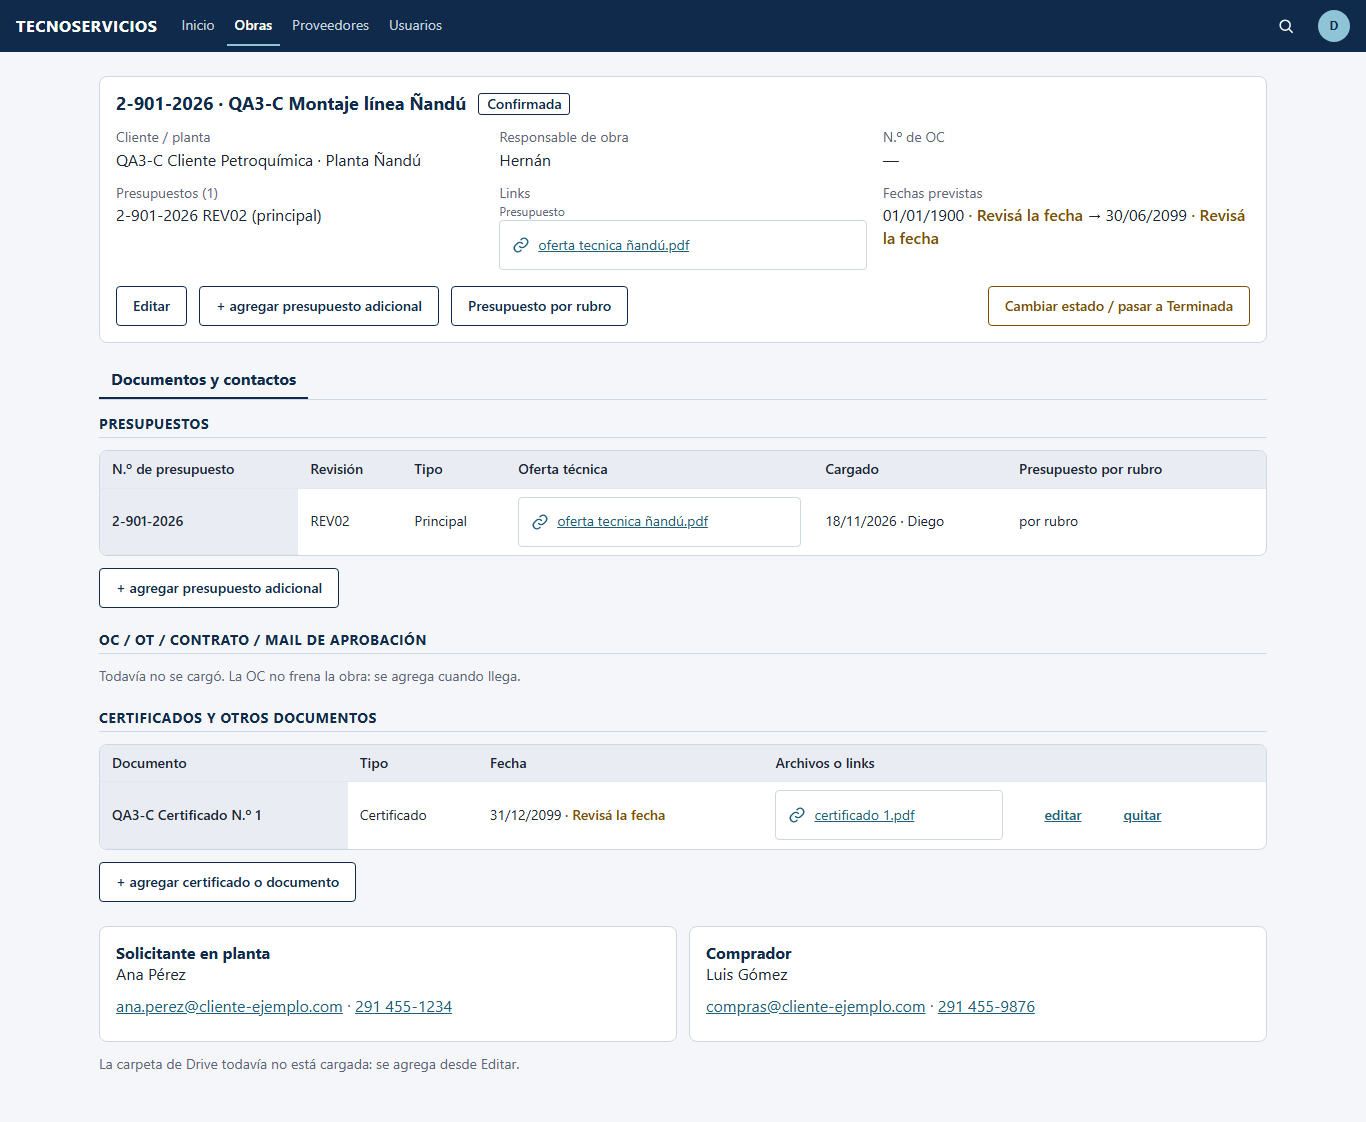 TECNOSERVICIOS Inicio Obras Proveedores Usuarios D
2-901-2026 · QA3-C Montaje línea Ñandú Confirmada
Cliente / planta
QA3-C Cliente Petroquímica · Planta Ñandú
Responsable de obra
Hernán
N.º de OC
—
Presupuestos (1)
2-901-2026 REV02 (principal)
Links
Presupuesto
oferta tecnica ñandú.pdf
Fechas previstas
01/01/1900 · Revisá la fecha → 30/06/2099 · Revisá
la fecha
Editar + agregar presupuesto adicional Presupuesto por rubro Cambiar estado / pasar a Terminada
Documentos y contactos
PRESUPUESTOS
N.º de presupuesto Revisión Tipo Oferta técnica Cargado Presupuesto por rubro
2-901-2026 REV02 Principal oferta tecnica ñandú.pdf 18/11/2026 · Diego por rubro
+ agregar presupuesto adicional
OC / OT / CONTRATO / MAIL DE APROBACIÓN
Todavía no se cargó. La OC no frena la obra: se agrega cuando llega.
CERTIFICADOS Y OTROS DOCUMENTOS
Documento Tipo Fecha Archivos o links
QA3-C Certificado N.º 1 Certificado 31/12/2099 · Revisá la fecha certificado 1.pdf editar quitar
+ agregar certificado o documento
Solicitante en planta
Ana Pérez
ana.perez@cliente-ejemplo.com · 291 455-1234
Comprador
Luis Gómez
compras@cliente-ejemplo.com · 291 455-9876
La carpeta de Drive todavía no está cargada: se agrega desde Editar.